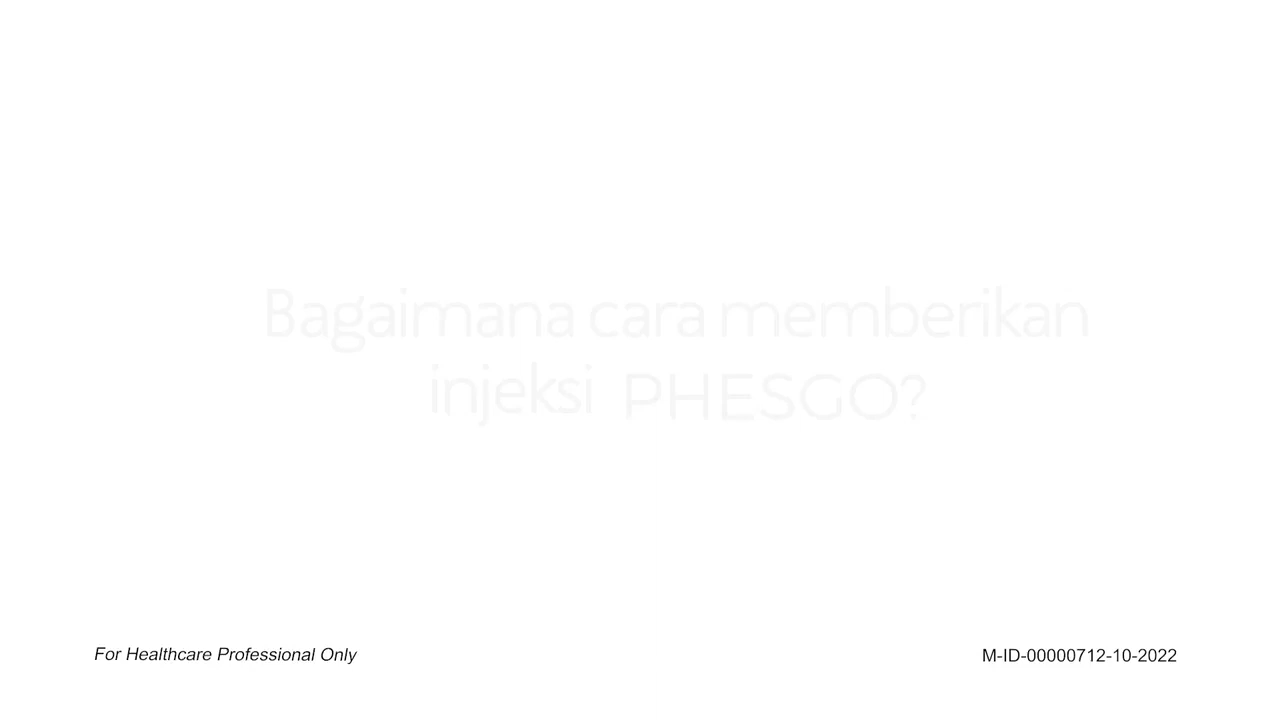 Bagaimana cara memberikan
injeksi PHESGO?
For Healthcare Professional Only
M-ID-00000712-10-2022